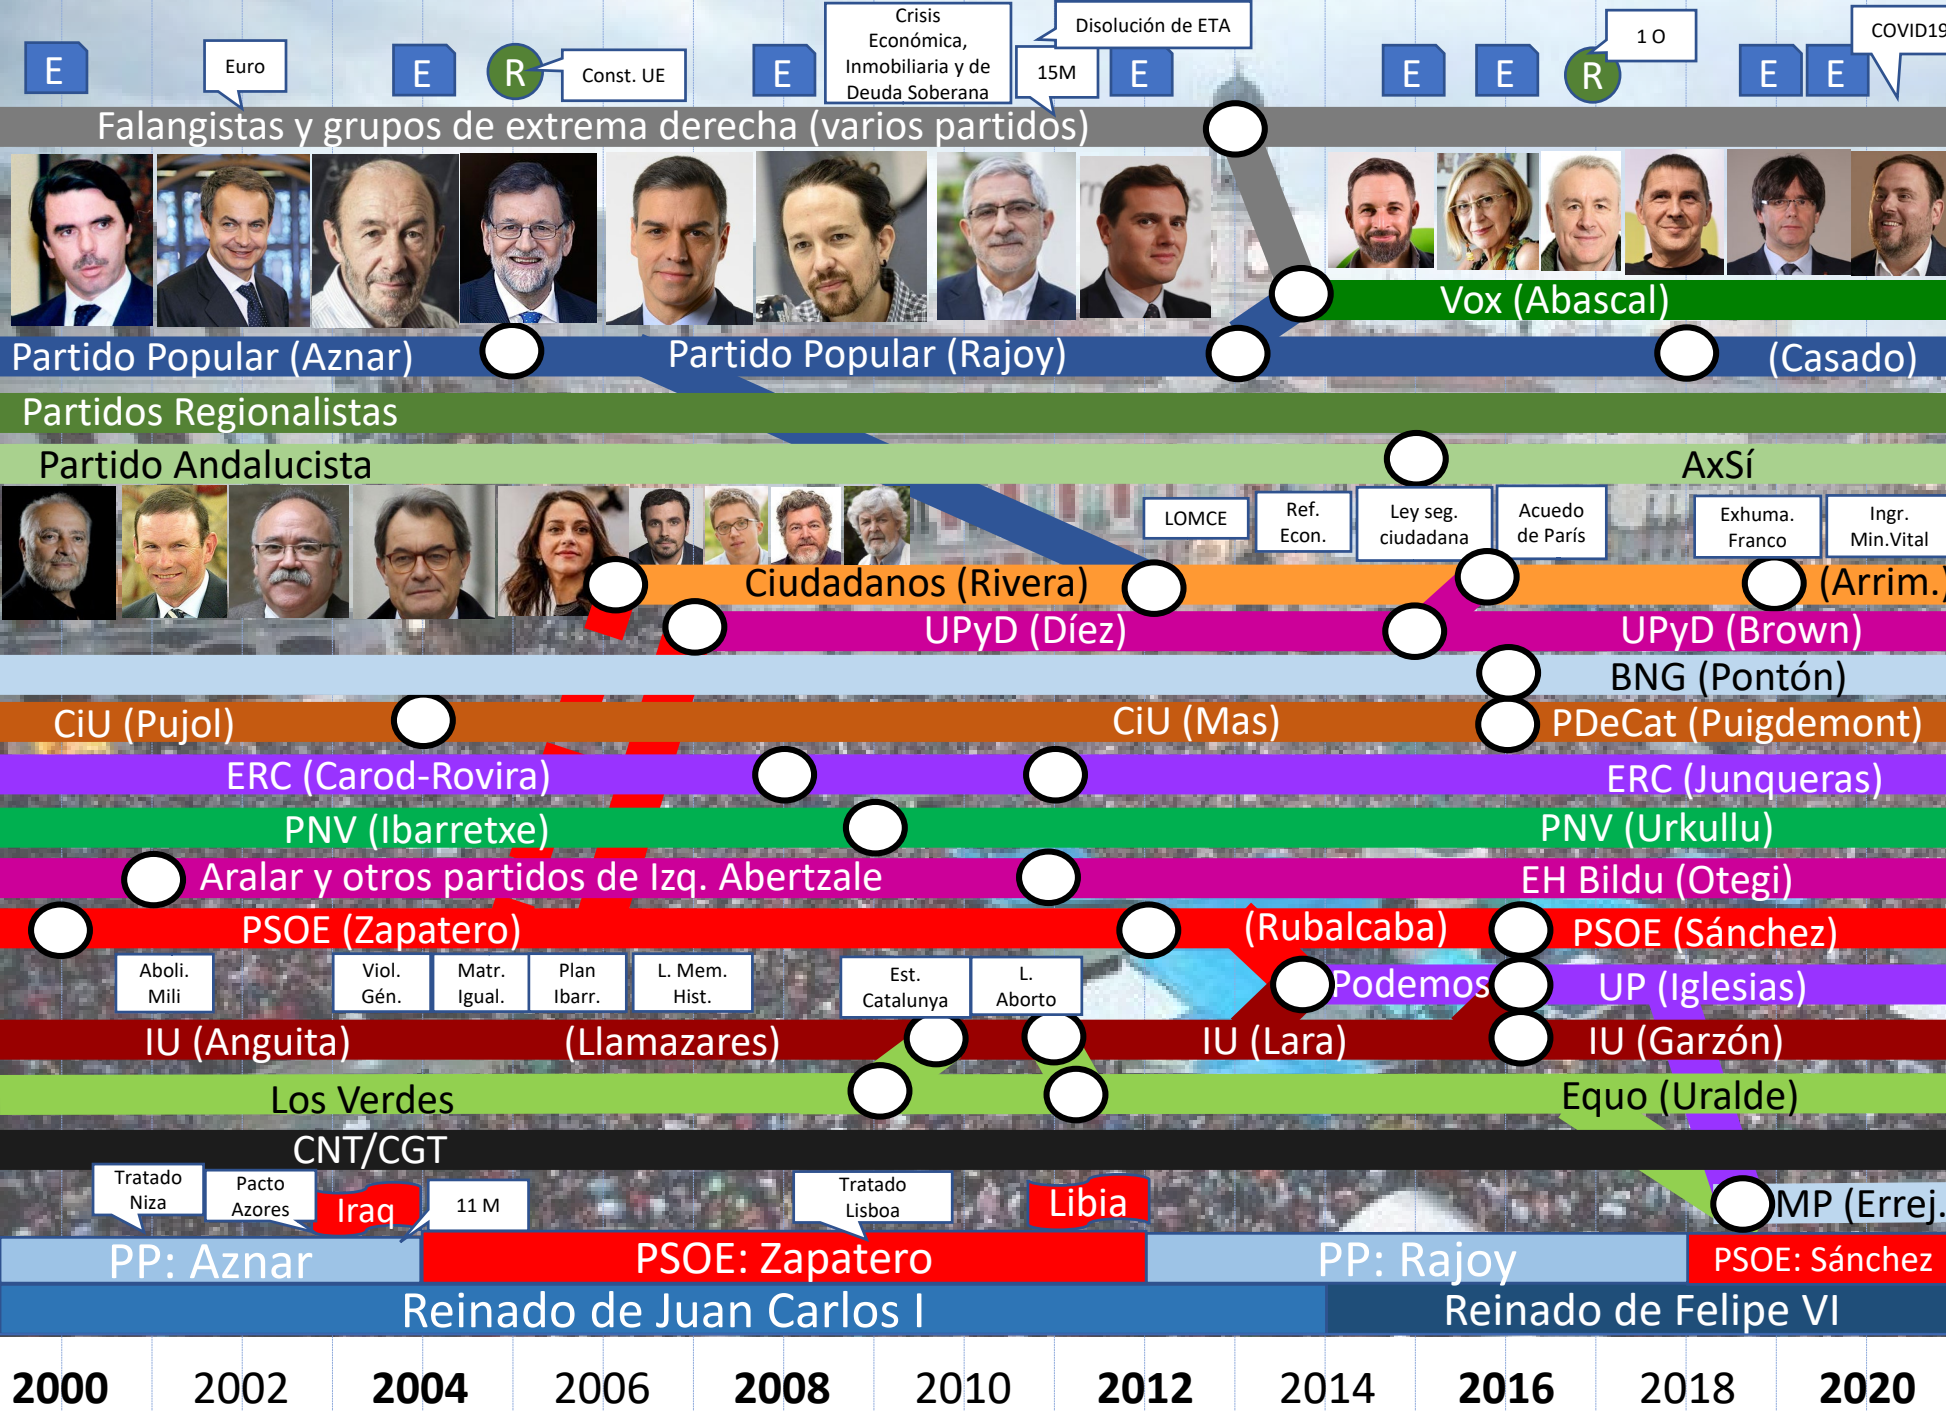 E
Euro
E
R
Const. UE
E
Crisis
Económica,
Inmobiliaria y de
Deuda Soberana
15M
Disolución de ETA
E
E
E
R
1 O
E
E
COVID19
Falangistas y grupos de extrema derecha (varios partidos)
Vox (Abascal)
Partido Popular (Aznar)
Partido Popular (Rajoy)
(Casado)
Partidos Regionalistas
Partido Andalucista
AxSí
LOMCE
Ref.
Econ.
Ley seg.
ciudadana
Acuedo
de París
Exhuma.
Franco
Ingr.
Min.Vital
Ciudadanos (Rivera)
(Arrim.)
UPyD (Díez)
UPyD (Brown)
BNG (Pontón)
CiU (Pujol)
CiU (Mas)
PDeCat (Puigdemont)
ERC (Carod-Rovira)
ERC (Junqueras)
PNV (Ibarretxe)
PNV (Urkullu)
Aralar y otros partidos de Izq. Abertzale
EH Bildu (Otegi)
PSOE (Zapatero)
(Rubalcaba)
PSOE (Sánchez)
Aboli.
Mili
Viol.
Gén.
Matr.
Igual.
Plan
Ibarr.
L. Mem.
Hist.
Est.
Catalunya
L.
Aborto
Podemos
UP (Iglesias)
IU (Anguita)
(Llamazares)
IU (Lara)
IU (Garzón)
Los Verdes
Equo (Uralde)
CNT/CGT
Tratado
Niza
Pacto
Azores
Iraq
11 M
Tratado
Lisboa
Libia
MP (Errej.
PP: Aznar
PSOE: Zapatero
PP: Rajoy
PSOE: Sánchez
Reinado de Juan Carlos I
Reinado de Felipe VI
2000 2002 2004 2006 2008 2010 2012 2014 2016 2018 2020